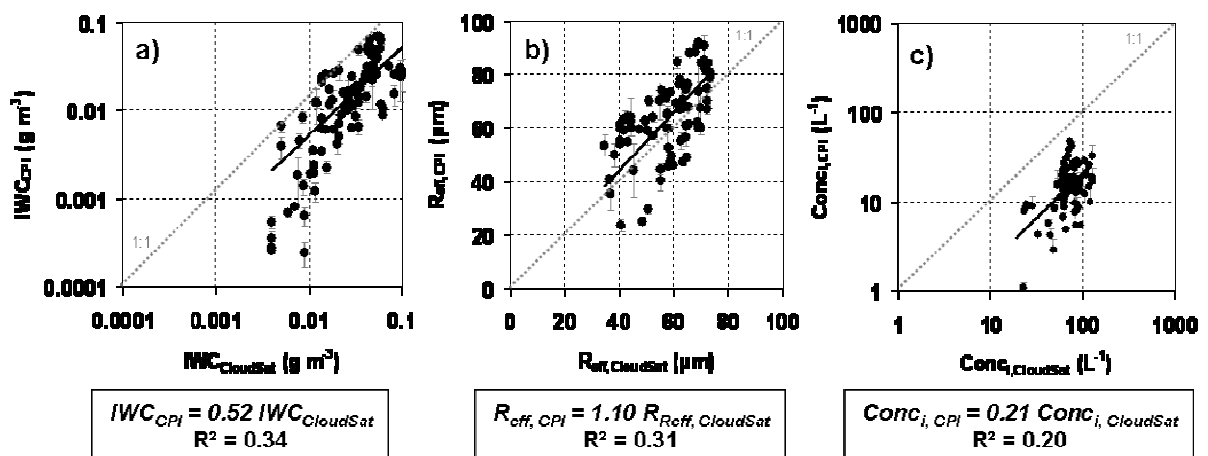 a)
0.1
0.01
0.001
0.0001
IWC_CPI (g m⁻³)
1:1
0.0001 0.001 0.01 0.1
IWC_CloudSat (g m⁻³)
IWC_CPI = 0.52 IWC_CloudSat
R² = 0.34
b)
100
80
60
40
20
0
R_eff,CPI (µm)
1:1
0 20 40 60 80 100
R_eff,CloudSat (µm)
R_eff, CPI = 1.10 R_Reff, CloudSat
R² = 0.31
c)
1000
100
10
1
Conc_i,CPI (L⁻¹)
1:1
1 10 100 1000
Conc_i,CloudSat (L⁻¹)
Conc_i, CPI = 0.21 Conc_i, CloudSat
R² = 0.20